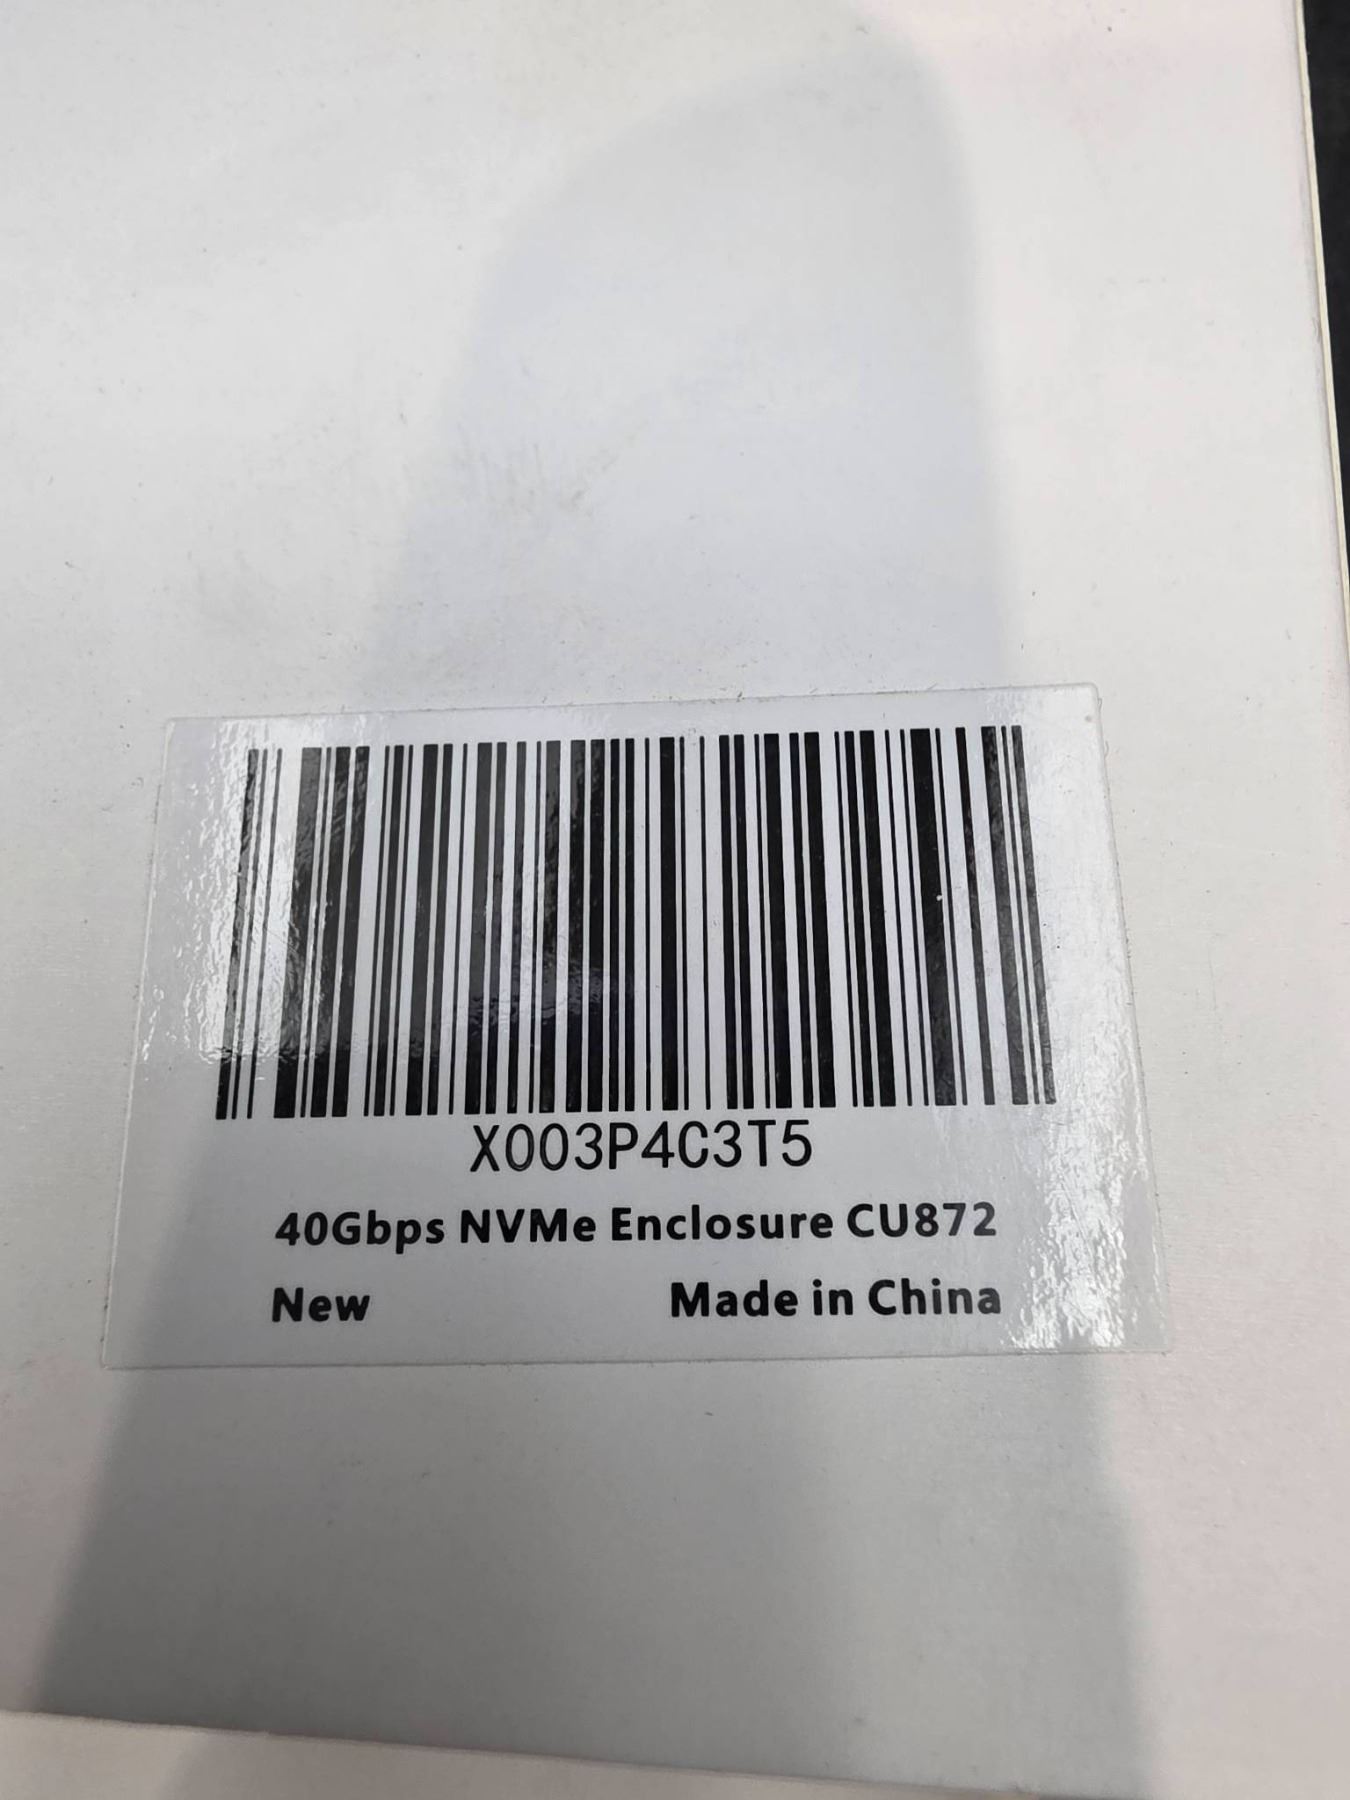 X003P4C3T5
40Gbps NVMe Enclosure CU872
New Made in China